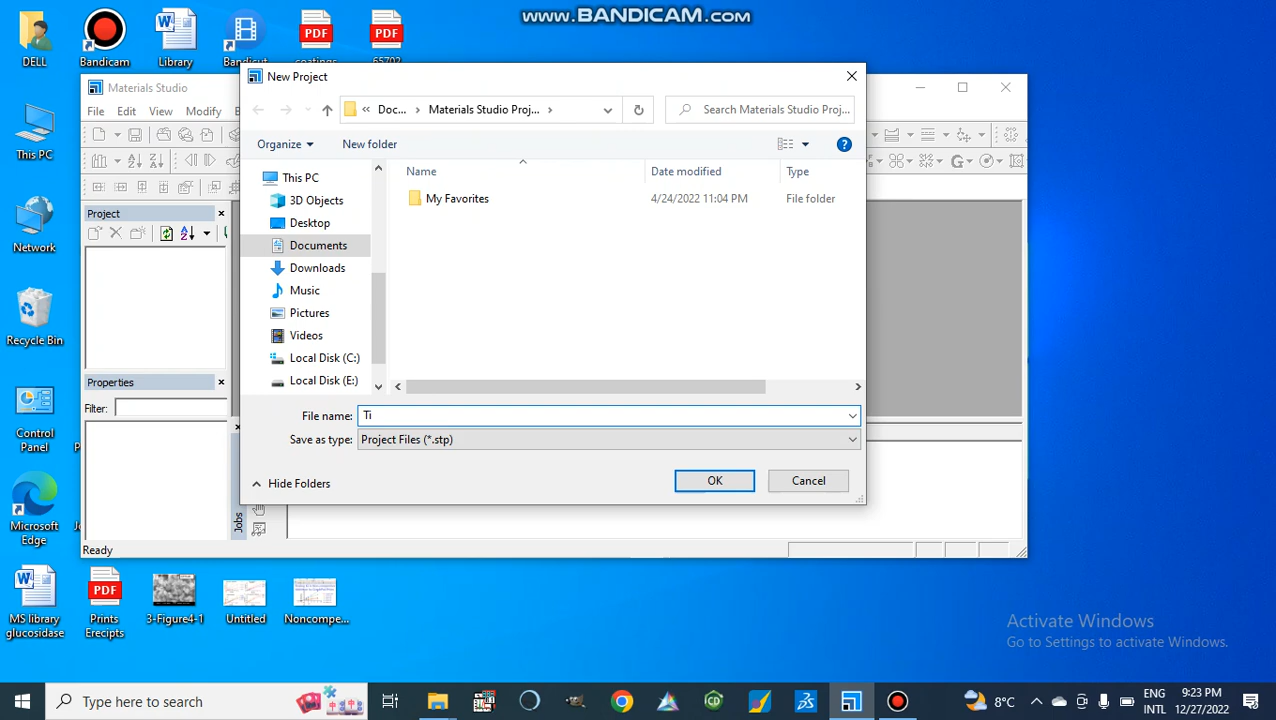 www.BANDICAM.com
DELL
Bandicam
Library
Bandicut
coatings
65702
This PC
Network
Recycle Bin
Control
Panel
Microsoft
Edge
MS library
glucosidase
Prints
Erecipts
3-Figure4-1
Untitled
Noncompe...
PDF
PDF
PDF
Materials Studio
File Edit View Modify
Project
Properties
Filter:
Jobs
Ready
New Project
« Doc... › Materials Studio Proj... ›
Search Materials Studio Proj...
Organize
New folder
Name Date modified Type
My Favorites 4/24/2022 11:04 PM File folder
This PC
3D Objects
Desktop
Documents
Downloads
Music
Pictures
Videos
Local Disk (C:)
Local Disk (E:)
File name: Ti
Save as type: Project Files (*.stp)
Hide Folders
OK
Cancel
Activate Windows
Go to Settings to activate Windows.
Type here to search
8°C
ENG
INTL
9:23 PM
12/27/2022